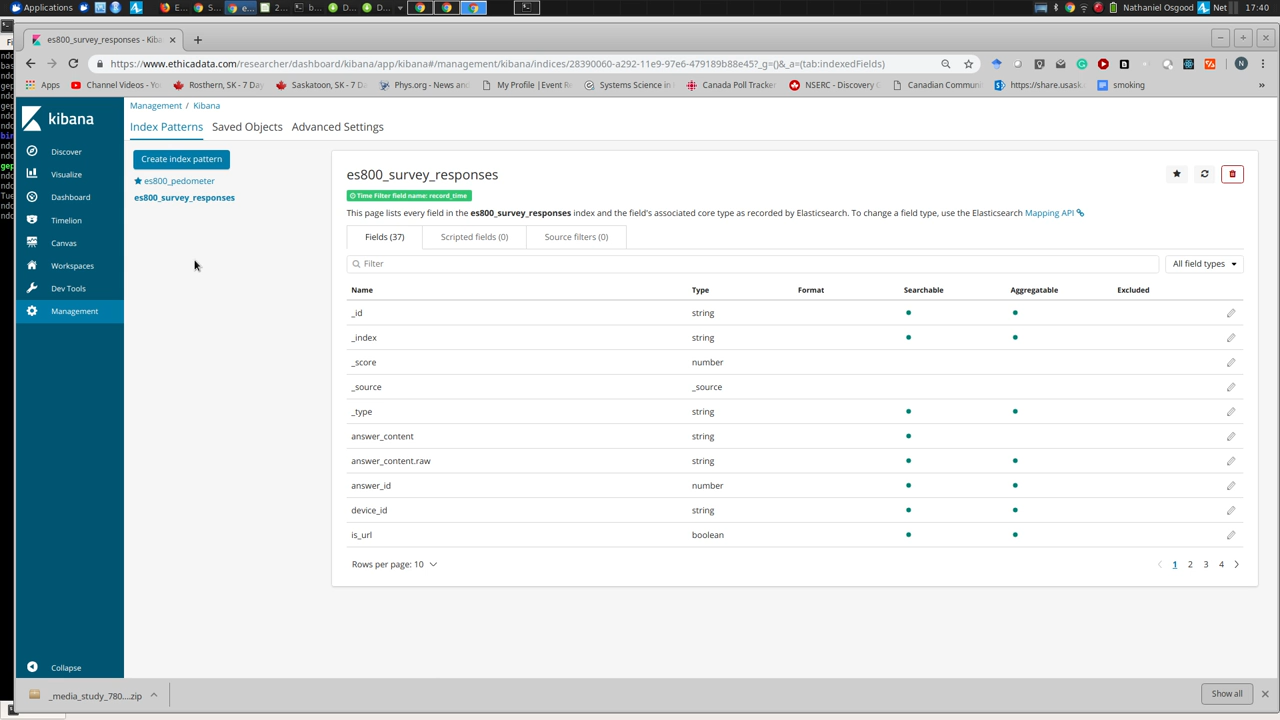 Applications
E...
S...
e...
2...
b...
D...
D...
Nathaniel Osgood
Net
17:40
es800_survey_responses - Kiba
https://www.ethicadata.com/researcher/dashboard/kibana/app/kibana#/management/kibana/indices/28390060-a292-11e9-97e6-479189b88e45?_g=()&_a=(tab:indexedFields)
Apps
Channel Videos - Y
Rosthern, SK - 7 Day
Saskatoon, SK - 7 D
Phys.org - News and
My Profile | Event R
Systems Science in
Canada Poll Tracker
NSERC - Discovery G
Canadian Commun
https://share.usask
smoking
»
kibana
Discover
Visualize
Dashboard
Timelion
Canvas
Workspaces
Dev Tools
Management
Collapse
Management / Kibana
Index Patterns Saved Objects Advanced Settings
Create index pattern
es800_pedometer
es800_survey_responses
es800_survey_responses
Time Filter field name: record_time
This page lists every field in the es800_survey_responses index and the field's associated core type as recorded by Elasticsearch. To change a field type, use the Elasticsearch Mapping API
Fields (37) Scripted fields (0) Source filters (0)
Filter All field types
Name Type Format Searchable Aggregatable Excluded
_id string
_index string
_score number
_source _source
_type string
answer_content string
answer_content.raw string
answer_id number
device_id string
is_url boolean
Rows per page: 10
1 2 3 4
_media_study_780....zip
Show all